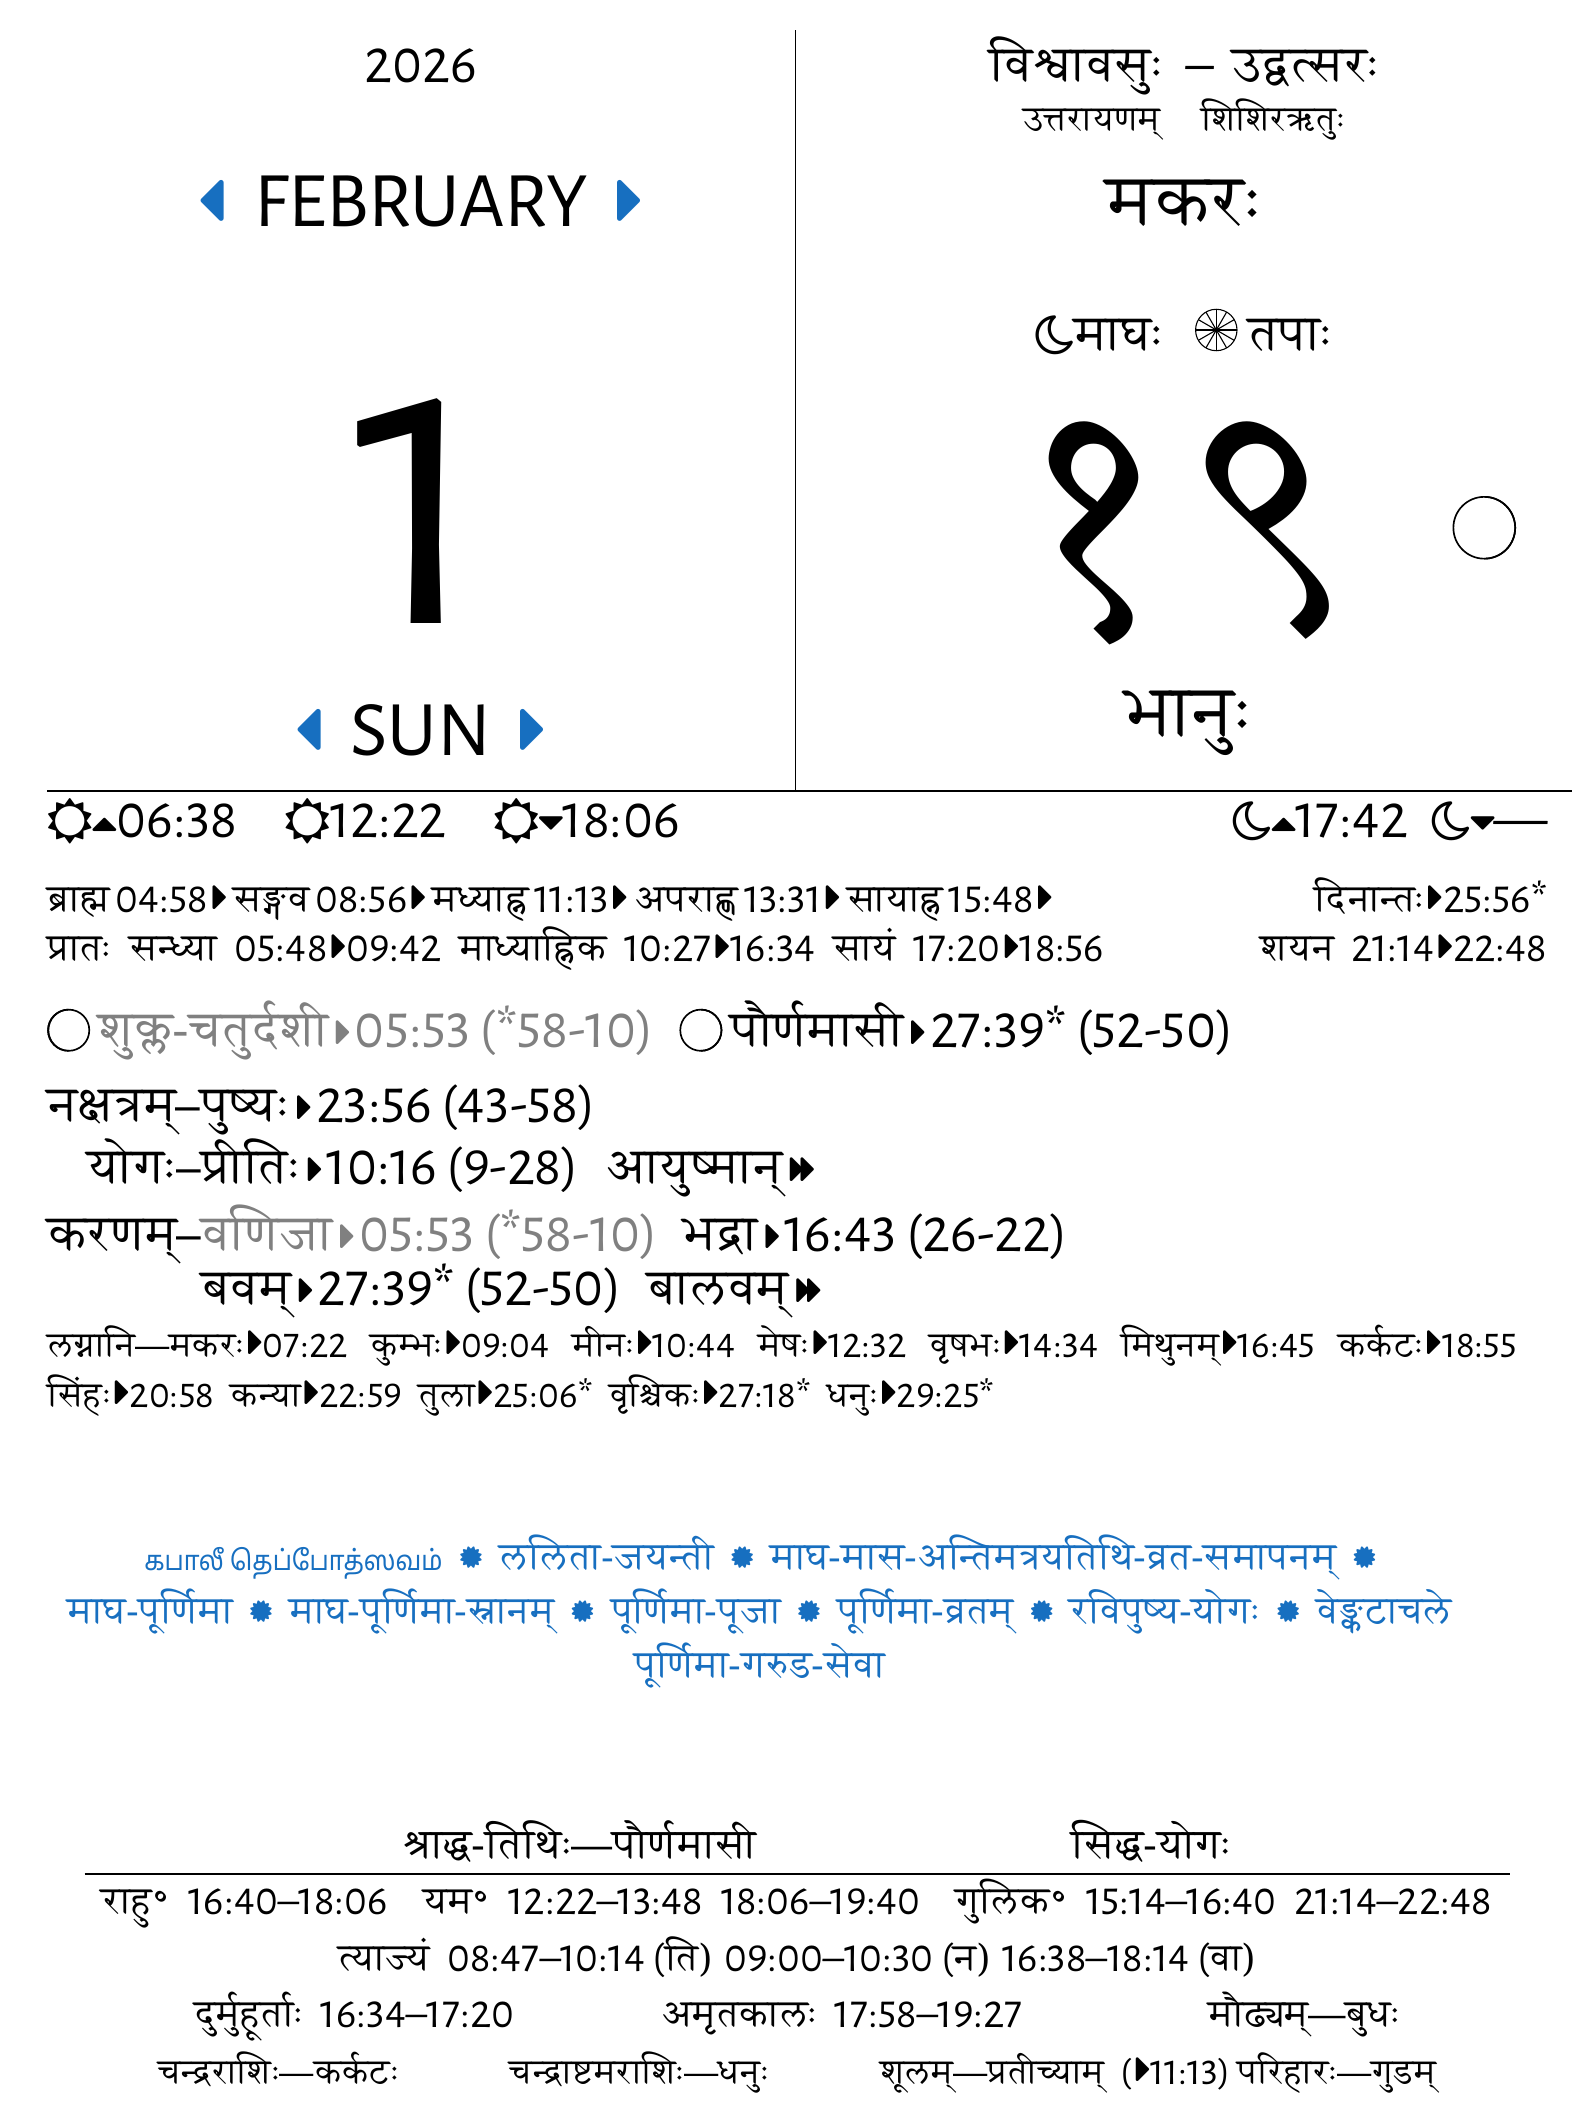 2026
FEBRUARY
1
SUN
विश्वावसुः – उद्वत्सरः
उत्तरायणम् शिशिरऋतुः
मकरः
माघः तपाः
१९
भानुः
06:38 12:22 18:06 17:42 —
ब्राह्म 04:58 सङ्गव 08:56 मध्याह्न 11:13 अपराह्ण 13:31 सायाह्न 15:48 दिनान्तः 25:56*
प्रातः सन्ध्या 05:48 09:42 माध्याह्निक 10:27 16:34 सायं 17:20 18:56 शयन 21:14 22:48
शुक्ल-चतुर्दशी 05:53 (*58-10) पौर्णमासी 27:39* (52-50)
नक्षत्रम्–पुष्यः 23:56 (43-58)
योगः–प्रीतिः 10:16 (9-28) आयुष्मान्
करणम्–वणिजा 05:53 (*58-10) भद्रा 16:43 (26-22)
बवम् 27:39* (52-50) बालवम्
लग्नानि—मकरः 07:22 कुम्भः 09:04 मीनः 10:44 मेषः 12:32 वृषभः 14:34 मिथुनम् 16:45 कर्कटः 18:55
सिंहः 20:58 कन्या 22:59 तुला 25:06* वृश्चिकः 27:18* धनुः 29:25*
கபாலீ தெப்போத்ஸவம் ✹ ललिता-जयन्ती ✹ माघ-मास-अन्तिमत्रयतिथि-व्रत-समापनम् ✹
माघ-पूर्णिमा ✹ माघ-पूर्णिमा-स्नानम् ✹ पूर्णिमा-पूजा ✹ पूर्णिमा-व्रतम् ✹ रविपुष्य-योगः ✹ वेङ्कटाचले
पूर्णिमा-गरुड-सेवा
श्राद्ध-तिथिः—पौर्णमासी सिद्ध-योगः
राहु° 16:40–18:06 यम° 12:22–13:48 18:06–19:40 गुलिक° 15:14–16:40 21:14–22:48
त्याज्यं 08:47–10:14 (ति) 09:00–10:30 (न) 16:38–18:14 (वा)
दुर्मुहूर्ताः 16:34–17:20 अमृतकालः 17:58–19:27 मौढ्यम्—बुधः
चन्द्रराशिः—कर्कटः चन्द्राष्टमराशिः—धनुः शूलम्—प्रतीच्याम् (11:13) परिहारः—गुडम्